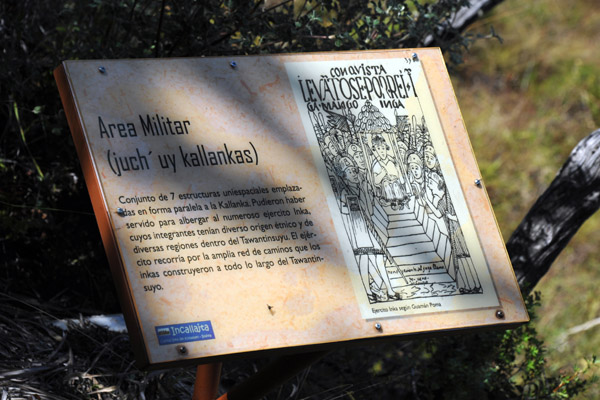 Area Militar
(juch´ uy kallankas)
Conjunto de 7 estructuras uniespaciales emplaza-
das en forma paralela a la Kallanka. Pudieron haber
servido para albergar al numeroso ejercito Inka,
cuyos integrantes tenían diverso origen étnico y de
diversas regiones dentro del Tawantinsuyu. El ejér-
cito recorria por la amplia red de caminos que los
inkas construyeron a todo lo largo del Tawantin-
suyo.
Incallajta
CONQVISTA
INGA
Ejercito Inka según Guamán Poma